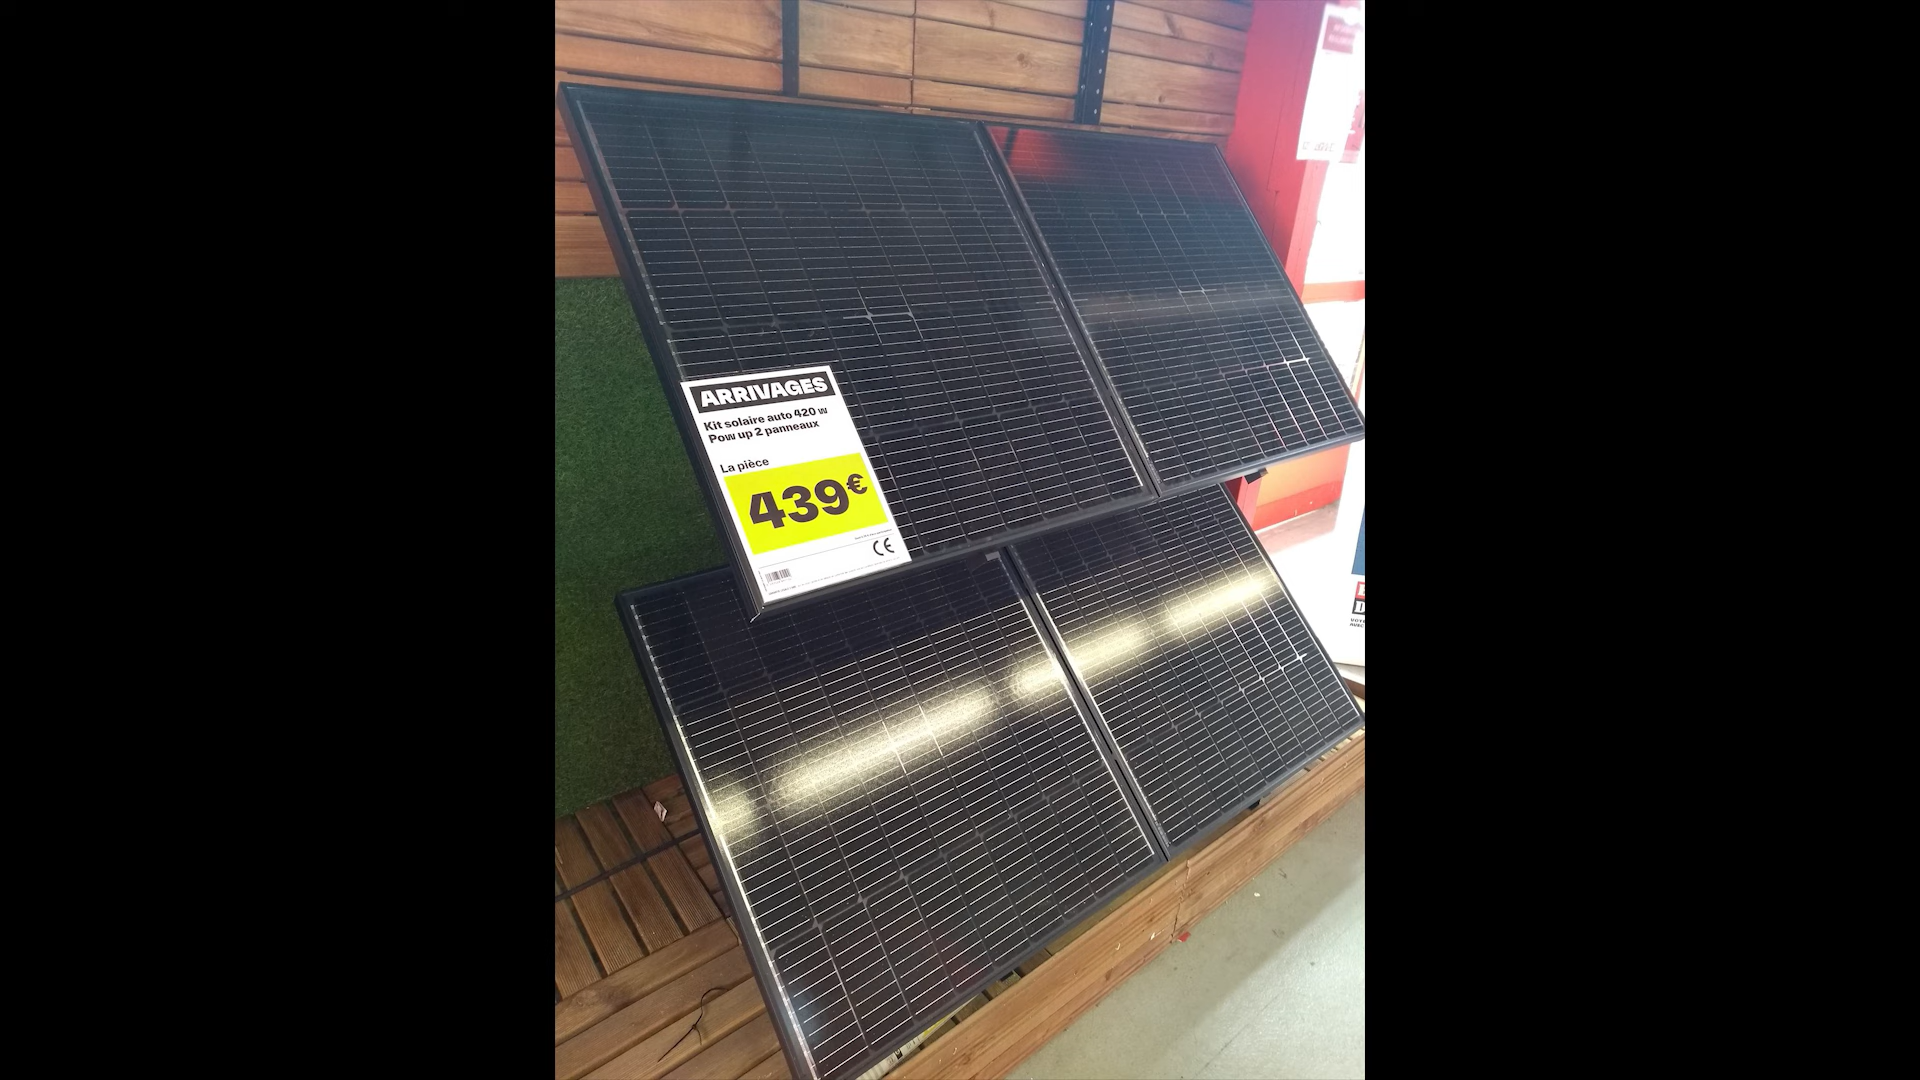 ARRIVAGES
Kit solaire auto 420 w
Pow up 2 panneaux
La pièce
439€
CE